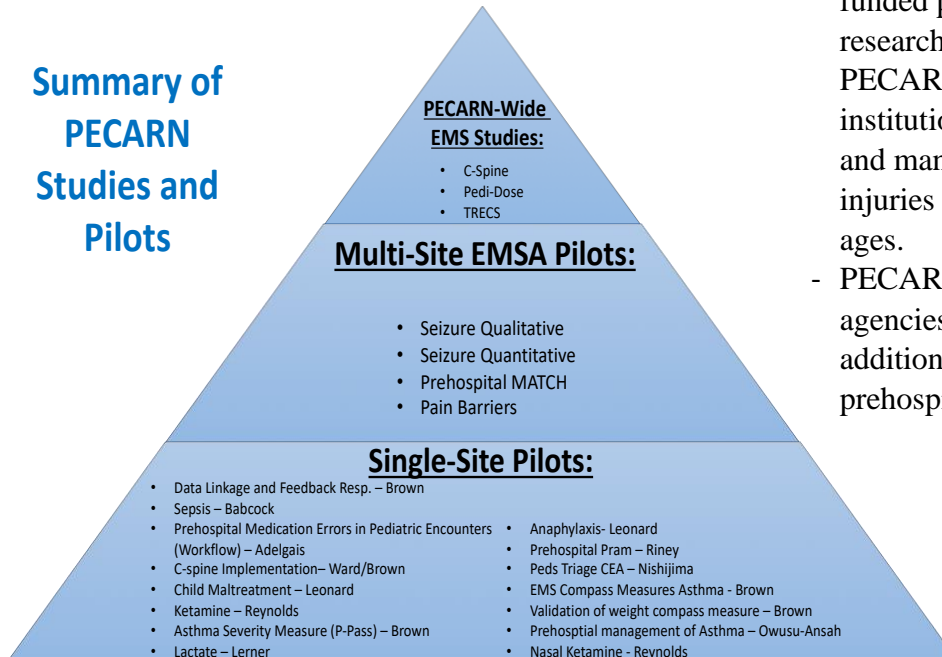 Summary of
PECARN
Studies and
Pilots
PECARN-Wide
EMS Studies:
• C-Spine
• Pedi-Dose
• TRECS
Multi-Site EMSA Pilots:
• Seizure Qualitative
• Seizure Quantitative
• Prehospital MATCH
• Pain Barriers
Single-Site Pilots:
• Data Linkage and Feedback Resp. – Brown
• Sepsis – Babcock
• Prehospital Medication Errors in Pediatric Encounters
(Workflow) – Adelgais
• C-spine Implementation– Ward/Brown
• Child Maltreatment – Leonard
• Ketamine – Reynolds
• Asthma Severity Measure (P-Pass) – Brown
• Lactate – Lerner
• Anaphylaxis- Leonard
• Prehospital Pram – Riney
• Peds Triage CEA – Nishijima
• EMS Compass Measures Asthma - Brown
• Validation of weight compass measure – Brown
• Prehosptial management of Asthma – Owusu-Ansah
• Nasal Ketamine - Reynolds
funded
research
PECAR
institutio
and man
injuries
ages.
- PECAR
agencies
addition
prehosp